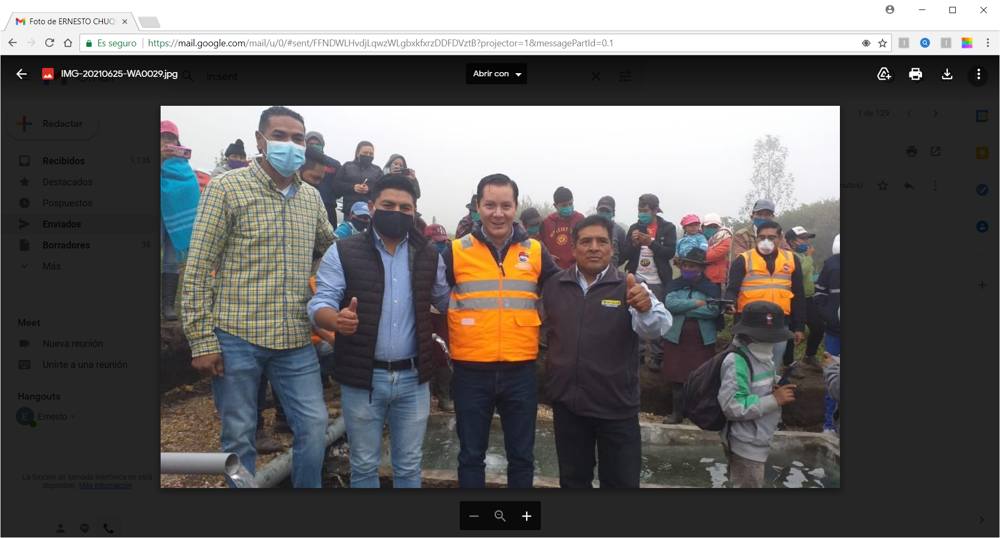 Foto de ERNESTO CHUQ
Es seguro
https://mail.google.com/mail/u/0/#sent/FFNDWLHvdjLqwzWLgbxkfxrzDDFDVztB?projector=1&messagePartId=0.1
IMG-20210625-WA0029.jpg
in:sent
Abrir con
Redactar
1 de 129
Recibidos 1,136
Destacados
Pospuestos
nutos)
Enviados
Borradores 38
Más
Meet
Nueva reunión
Unirte a una reunión
Hangouts
E Ernesto
La función de llamada telefónica no está
disponible. Más información
31
JP